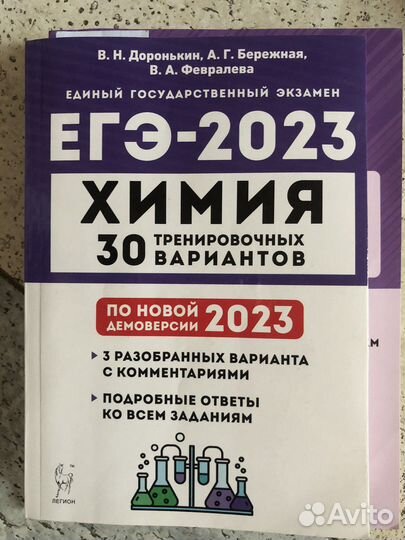 В. Н. Доронькин, А. Г. Бережная,
В. А. Февралева
ЕДИНЫЙ ГОСУДАРСТВЕННЫЙ ЭКЗАМЕН
ЕГЭ-2023
ХИМИЯ
30 ТРЕНИРОВОЧНЫХ
ВАРИАНТОВ
ПО НОВОЙ
ДЕМОВЕРСИИ 2023
3 РАЗОБРАННЫХ ВАРИАНТА
С КОММЕНТАРИЯМИ
ПОДРОБНЫЕ ОТВЕТЫ
КО ВСЕМ ЗАДАНИЯМ
TM
ЛЕГИОН
Avito